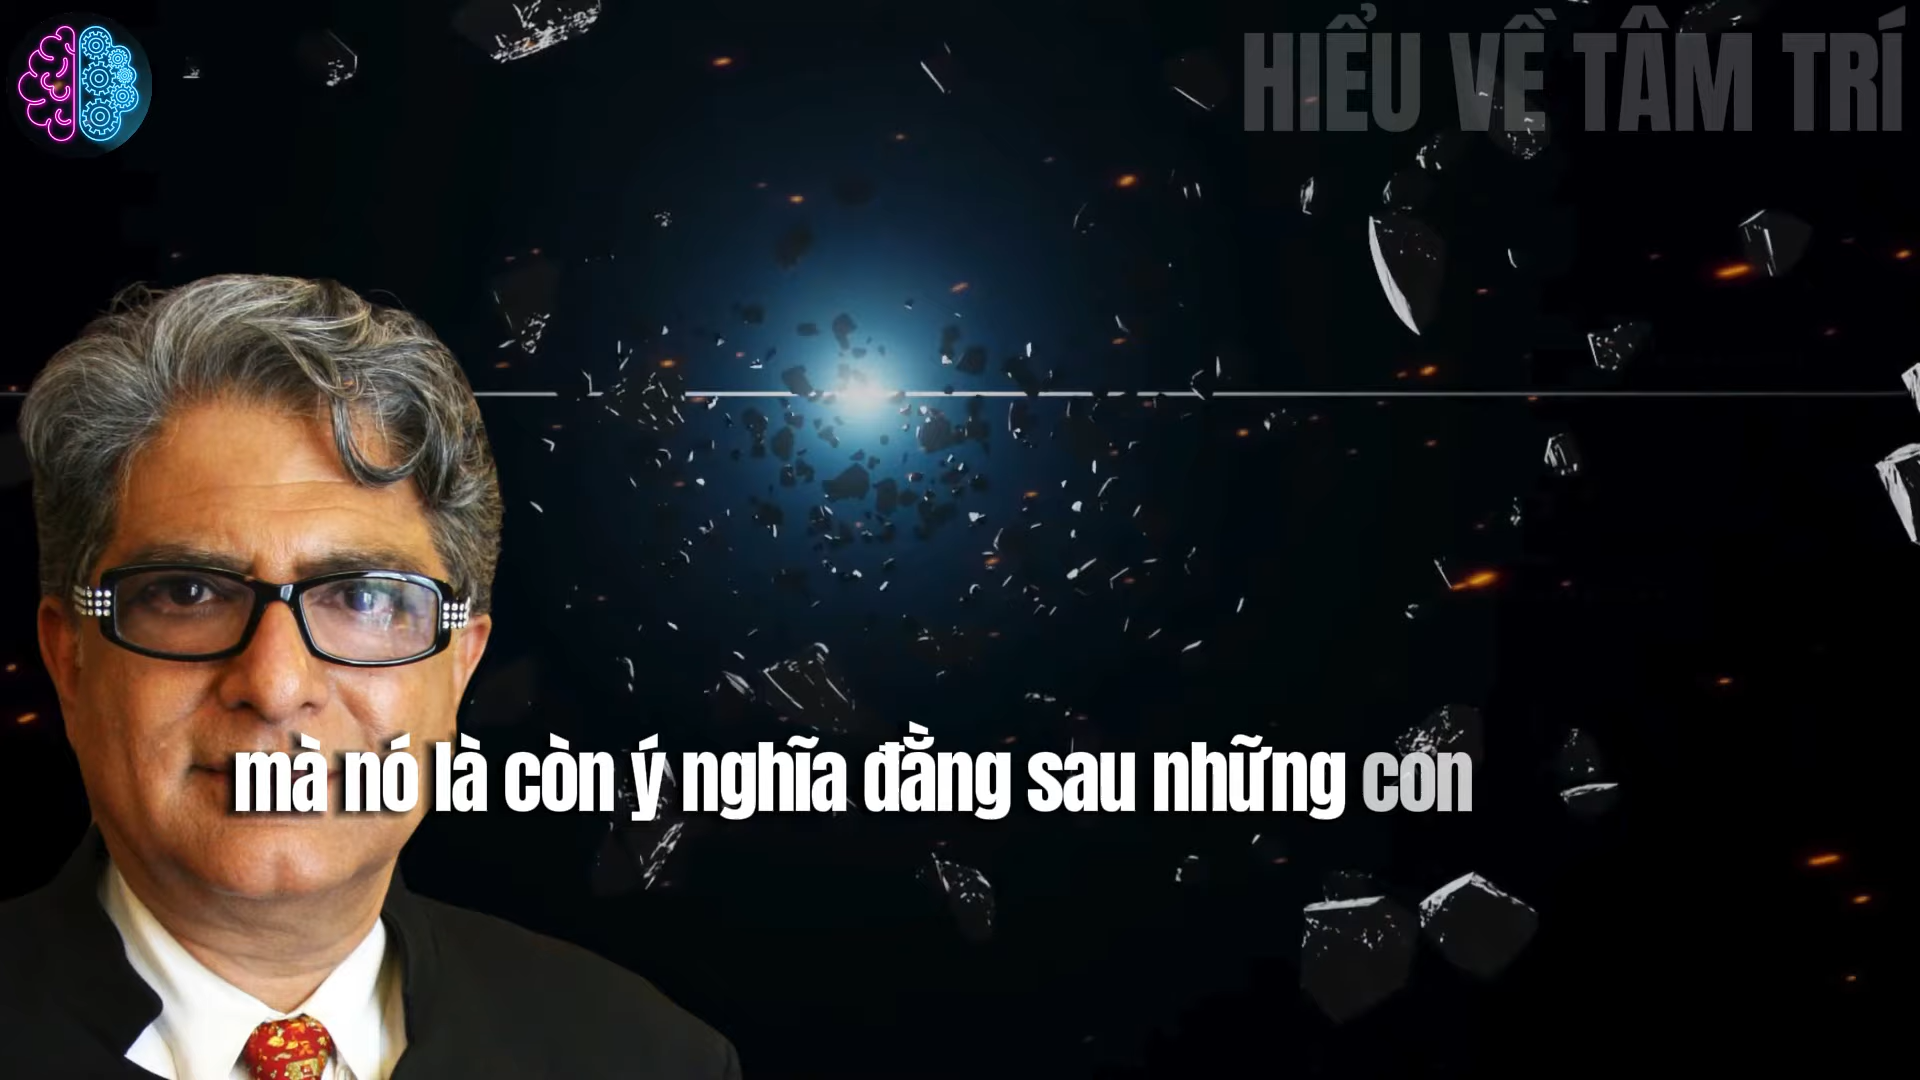 HIỂU VỀ TÂM TRÍ
mà nó là còn ý nghĩa đằng sau những con